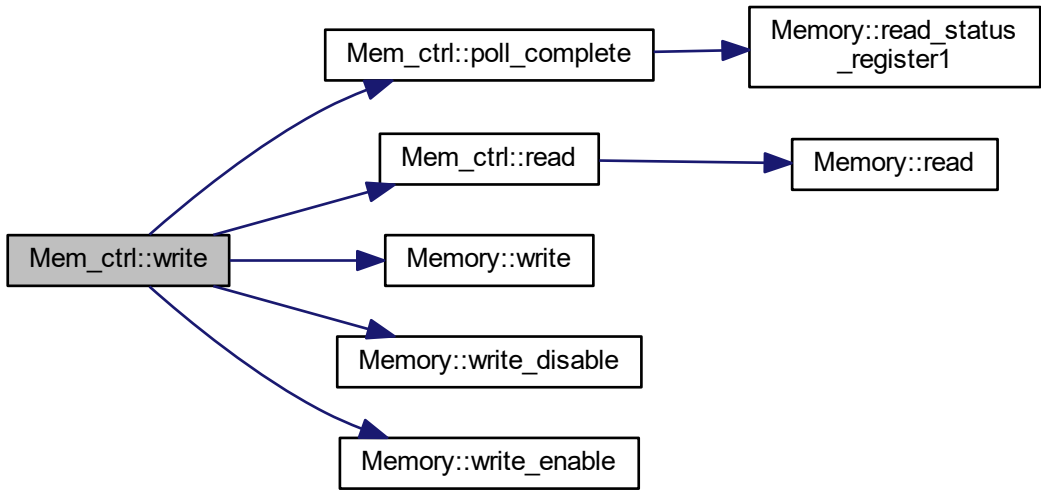 Mem_ctrl::write
Mem_ctrl::poll_complete
Memory::read_status
_register1
Mem_ctrl::read
Memory::read
Memory::write
Memory::write_disable
Memory::write_enable